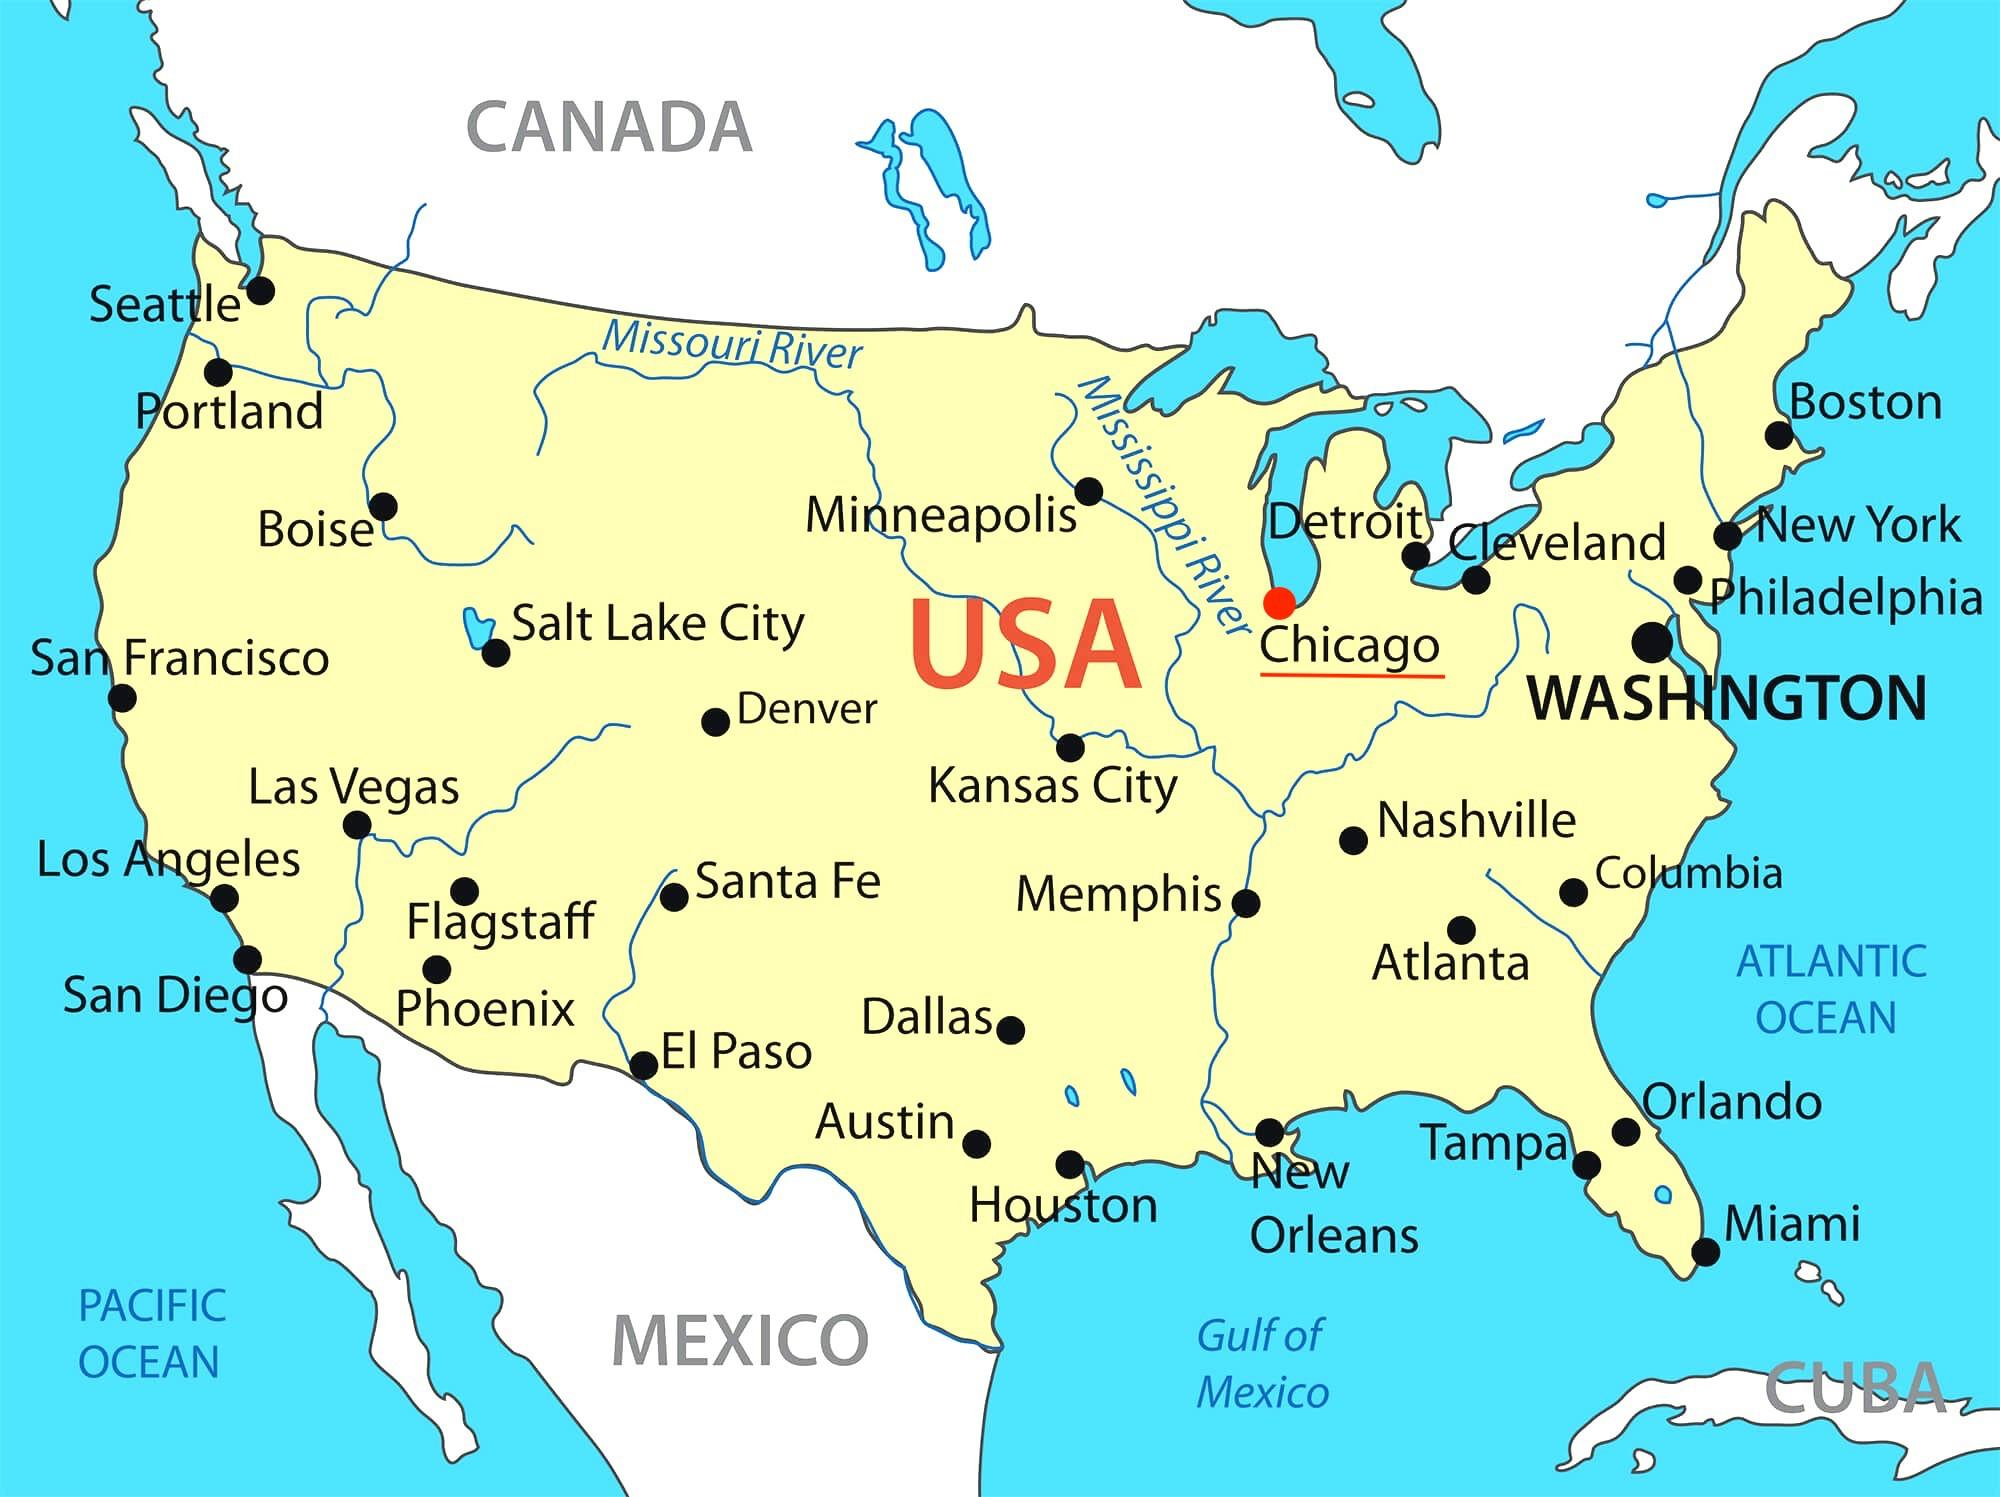 CANADA
Seattle
Missouri River
Portland
Mississippi River
Boston
Boise
Minneapolis
Detroit
Cleveland
New York
Philadelphia
Salt Lake City
USA
Chicago
San Francisco
WASHINGTON
Denver
Las Vegas
Kansas City
Nashville
Los Angeles
Santa Fe
Memphis
Columbia
Flagstaff
Atlanta
ATLANTIC
OCEAN
San Diego
Phoenix
Dallas
El Paso
Austin
Orlando
Tampa
Houston
New
Orleans
Miami
PACIFIC
OCEAN
MEXICO
Gulf of
Mexico
CUBA